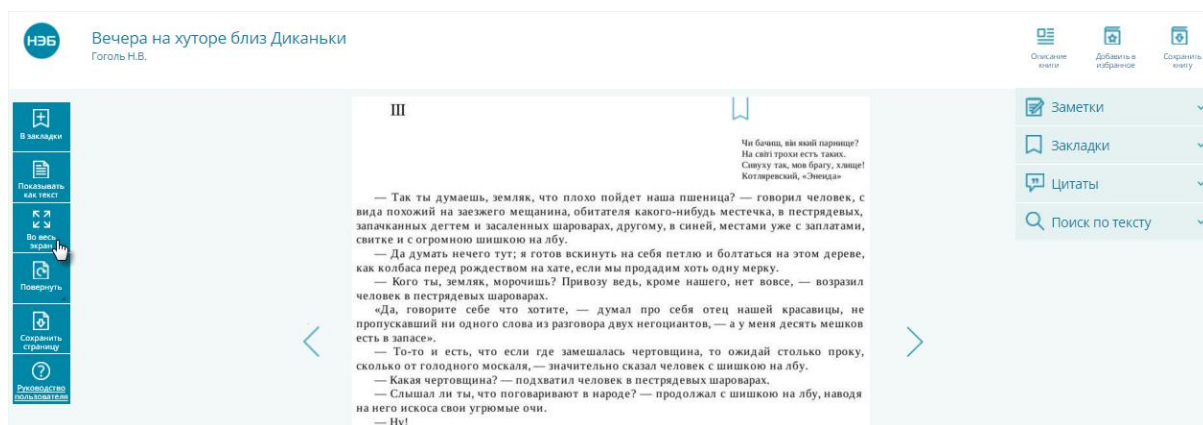 НЭБ
Вечера на хуторе близ Диканьки
Гоголь Н.В.
Описание
книги
Добавить в
избранное
Сохранить
книгу
В закладки
Показывать
как текст
Во весь
экран
Повернуть
Сохранить
страницу
Руководство
пользователя
III
Чи бачиш, він який парнище?
На світі трохи есть таких.
Сивуху так, мов брагу, хлище!
Котляревский, «Энеида»
— Так ты думаешь, земляк, что плохо пойдет наша пшеница? — говорил человек, с
вида похожий на заезжего мещанина, обитателя какого-нибудь местечка, в пестрядевых,
запачканных дегтем и засаленных шароварах, другому, в синей, местами уже с заплатами,
свитке и с огромною шишкою на лбу.
— Да думать нечего тут; я готов вскинуть на себя петлю и болтаться на этом дереве,
как колбаса перед рождеством на хате, если мы продадим хоть одну мерку.
— Кого ты, земляк, морочишь? Привозу ведь, кроме нашего, нет вовсе, — возразил
человек в пестрядевых шароварах.
«Да, говорите себе что хотите, — думал про себя отец нашей красавицы, не
пропускавший ни одного слова из разговора двух негоциантов, — а у меня десять мешков
есть в запасе».
— То-то и есть, что если где замешалась чертовщина, то ожидай столько проку,
сколько от голодного москаля, — значительно сказал человек с шишкою на лбу.
— Какая чертовщина? — подхватил человек в пестрядевых шароварах.
— Слышал ли ты, что поговаривают в народе? — продолжал с шишкою на лбу, наводя
на него искоса свои угрюмые очи.
— Ну!
Заметки
Закладки
Цитаты
Поиск по тексту